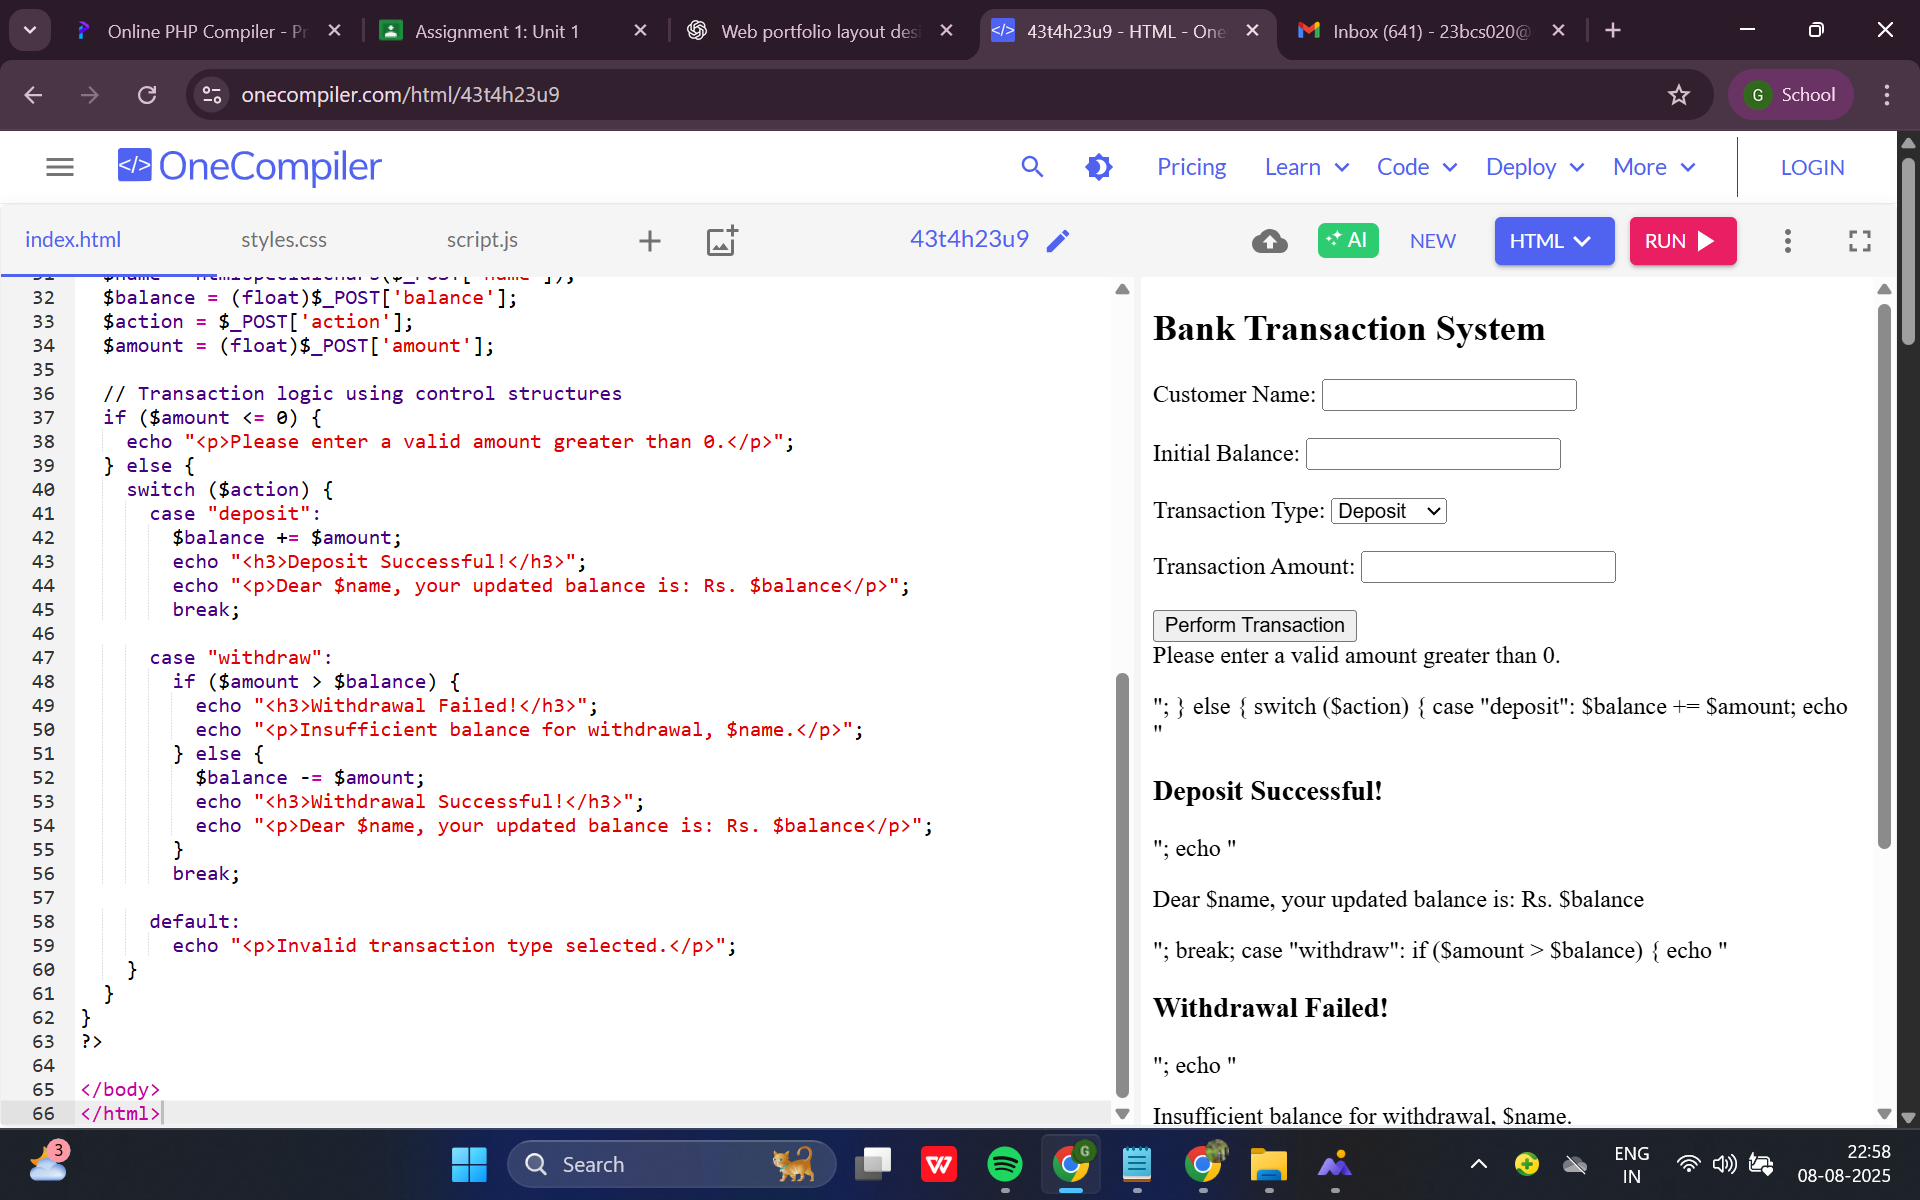 Online PHP Compiler - Pr
Assignment 1: Unit 1
Web portfolio layout desi
43t4h23u9 - HTML - One
Inbox (641) - 23bcs020@
onecompiler.com/html/43t4h23u9
G School
</> OneCompiler
Pricing
Learn
Code
Deploy
More
LOGIN
index.html
styles.css
script.js
43t4h23u9
AI
NEW
HTML
RUN
32 $balance = (float)$_POST['balance'];
33 $action = $_POST['action'];
34 $amount = (float)$_POST['amount'];
35
36 // Transaction logic using control structures
37 if ($amount <= 0) {
38 echo "<p>Please enter a valid amount greater than 0.</p>";
39 } else {
40 switch ($action) {
41 case "deposit":
42 $balance += $amount;
43 echo "<h3>Deposit Successful!</h3>";
44 echo "<p>Dear $name, your updated balance is: Rs. $balance</p>";
45 break;
46
47 case "withdraw":
48 if ($amount > $balance) {
49 echo "<h3>Withdrawal Failed!</h3>";
50 echo "<p>Insufficient balance for withdrawal, $name.</p>";
51 } else {
52 $balance -= $amount;
53 echo "<h3>Withdrawal Successful!</h3>";
54 echo "<p>Dear $name, your updated balance is: Rs. $balance</p>";
55 }
56 break;
57
58 default:
59 echo "<p>Invalid transaction type selected.</p>";
60 }
61 }
62 }
63 ?>
64
65 </body>
66 </html>
Bank Transaction System
Customer Name:
Initial Balance:
Transaction Type: Deposit
Transaction Amount:
Perform Transaction
Please enter a valid amount greater than 0.
"; } else { switch ($action) { case "deposit": $balance += $amount; echo
"
Deposit Successful!
"; echo "
Dear $name, your updated balance is: Rs. $balance
"; break; case "withdraw": if ($amount > $balance) { echo "
Withdrawal Failed!
"; echo "
Insufficient balance for withdrawal, $name.
3
Search
G
ENG
IN
22:58
08-08-2025